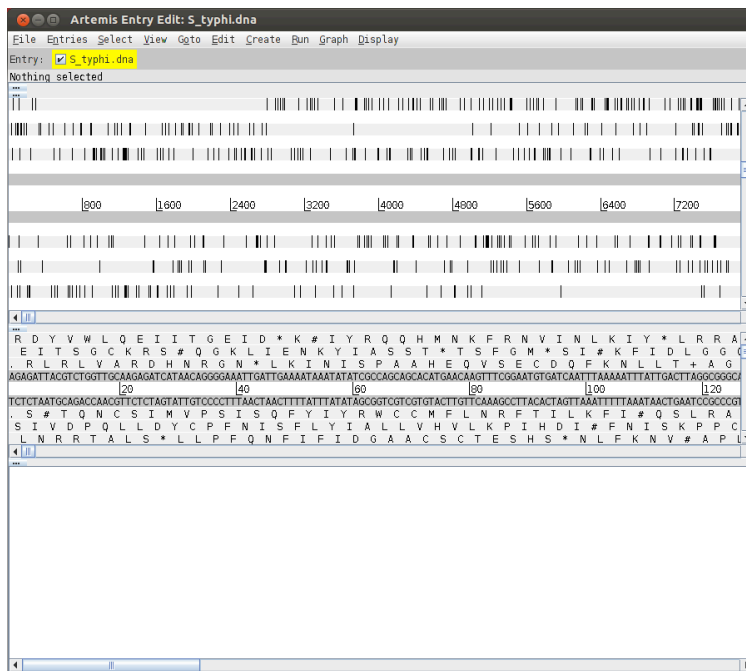 Artemis Entry Edit: S_typhi.dna
File Entries Select View Goto Edit Create Run Graph Display
Entry: S_typhi.dna
Nothing selected
800 1600 2400 3200 4000 4800 5600 6400 7200
R D Y V W L Q E I I T G E I D * K # I Y R Q Q H M N K F R N V I N L K I Y * L R R A
E I T S G C K R S # Q G K L I E N K Y I A S S T * T S F G M * S I # K F I D L G G
. R L R L V A R D H N R G N * L K I N I S P A A H E Q V S E C D Q F K N L L T + A G
AGAGATTACGTCTGGTTGCAAGAGATCATAACAGGGGAAATTGATTGAAAATAAATATATCGCCAGCAGCACATGAACAAGTTTCGGAATGTGATCAATTTAAAAATTTATTGACTTAGGCGGGCA
20 40 60 80 100 120
TCTCTAATGCAGACCAACGTTCTCTAGTATTGTCCCCTTTAACTAACTTTTATTTATATAGCGGTCGTCGTGTACTTGTTCAAAGCCTTACACTAGTTAAATTTTTAAATAACTGAATCCGCCCGT
. S # T Q N C S I M V P S I S Q F Y I Y R W C C M F L N R F T I L K F I # Q S L R A
S I V D P Q L L D Y C P F N I S F L Y I A L L V H V L K P I H D I # F N I S K P P C
L N R R T A L S * L L P F Q N F I F I D G A A C S C T E S H S * N L F K N V # A P L